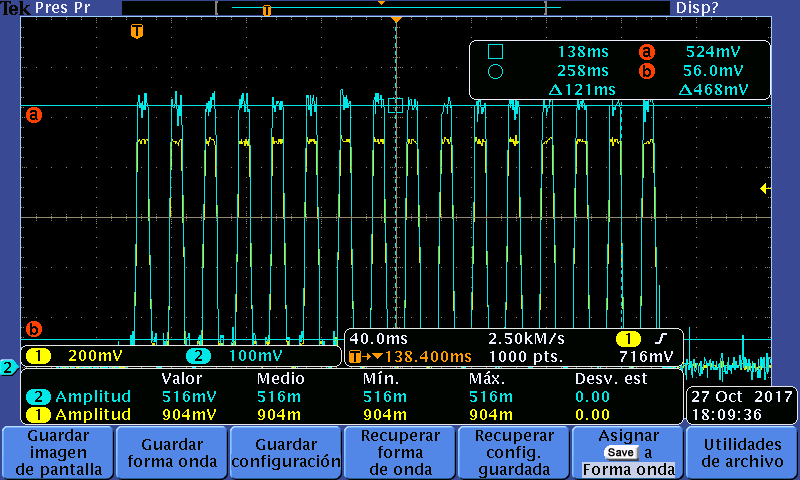 Tek Pres Pr
Disp?
T
T
138ms a 524mV
258ms b 56.0mV
Δ121ms Δ468mV
a
b
1 200mV 2 100mV
40.0ms 2.50kM/s 1
T→▼138.400ms 1000 pts. 716mV
2
Valor Medio Mín. Máx. Desv. est
2 Amplitud 516mV 516m 516m 516m 0.00
1 Amplitud 904mV 904m 904m 904m 0.00
27 Oct 2017
18:09:36
Guardar
imagen
de pantalla
Guardar
forma onda
Guardar
configuración
Recuperar
forma
de onda
Recuperar
config.
guardada
Asignar
Save a
Forma onda
Utilidades
de archivo